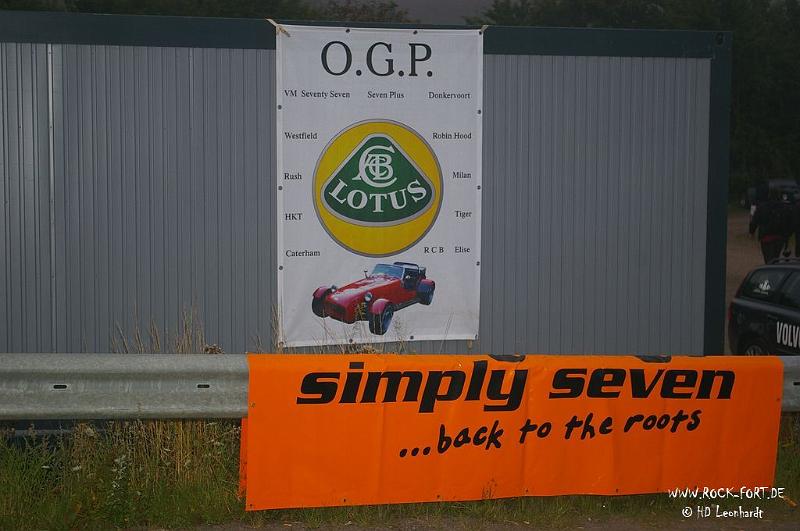 O.G.P.
VM Seventy Seven Seven Plus Donkervoort
Westfield Robin Hood
ACBC
LOTUS
Rush Milan
HKT Tiger
Caterham R C B Elise
simply seven
...back to the roots
VOLV
WWW.ROCK-FORT.DE
© HD Leonhardt